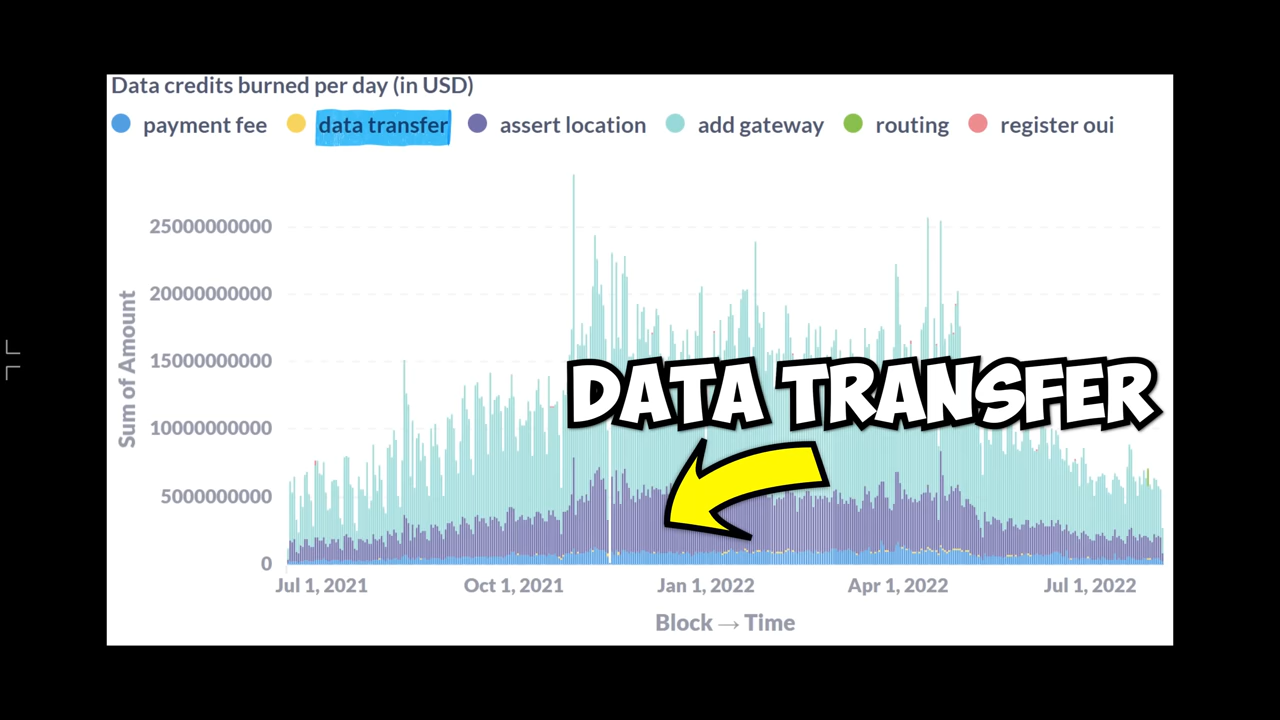 Data credits burned per day (in USD)
payment fee data transfer assert location add gateway routing register oui
25000000000
20000000000
15000000000
10000000000
5000000000
0
Sum of Amount
DATA TRANSFER
Jul 1, 2021 Oct 1, 2021 Jan 1, 2022 Apr 1, 2022 Jul 1, 2022
Block → Time